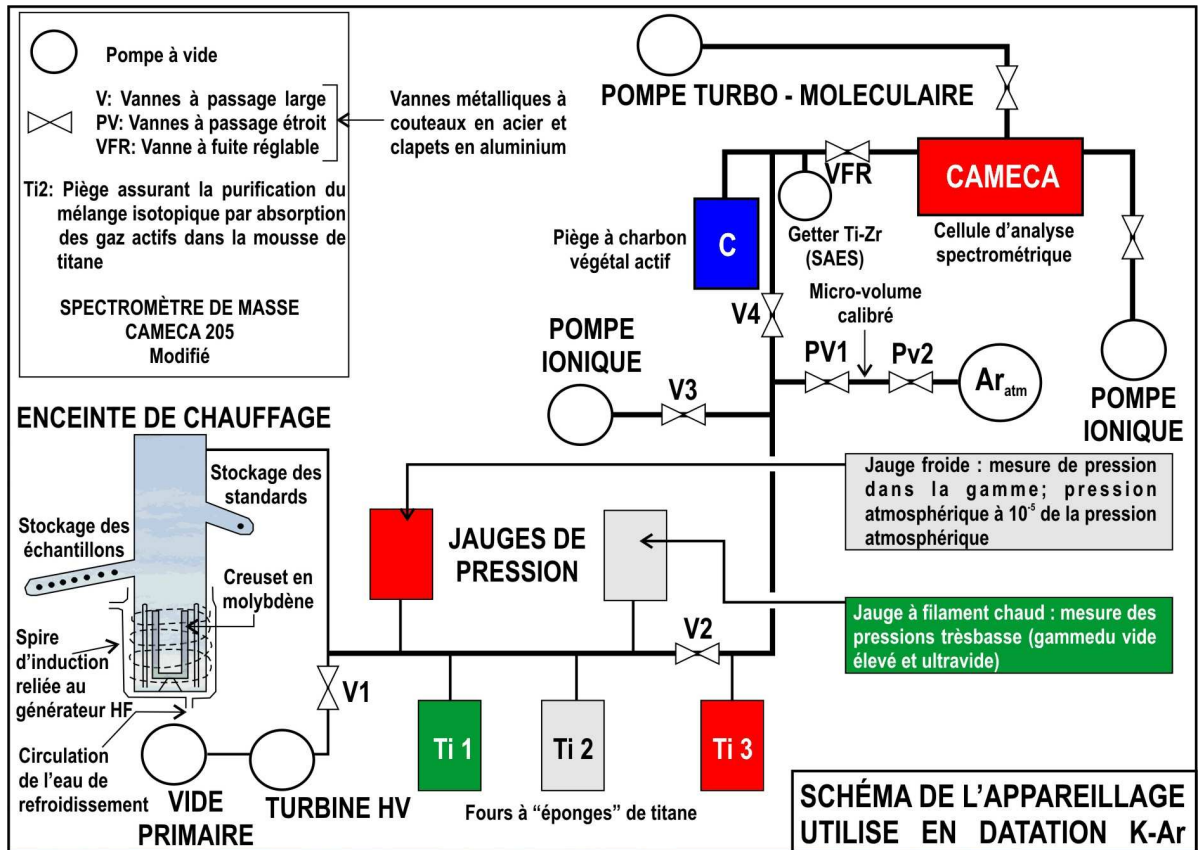 Pompe à vide
V: Vannes à passage large
PV: Vannes à passage étroit
VFR: Vanne à fuite réglable
Vannes métalliques à
couteaux en acier et
clapets en aluminium
Ti2: Piège assurant la purification du
mélange isotopique par absorption
des gaz actifs dans la mousse de
titane
SPECTROMÈTRE DE MASSE
CAMECA 205
Modifié
POMPE TURBO - MOLECULAIRE
VFR
CAMECA
Cellule d'analyse
spectrométrique
Piège à charbon
végétal actif
C
Getter Ti-Zr
(SAES)
V4
Micro-volume
calibré
PV1
Pv2
Ar atm
POMPE
IONIQUE
V3
POMPE
IONIQUE
ENCEINTE DE CHAUFFAGE
Stockage des
standards
Stockage des
échantillons
Creuset en
molybdène
Spire
d'induction
reliée au
générateur HF
Circulation
de l'eau de
refroidissement
V1
VIDE
PRIMAIRE
TURBINE HV
JAUGES DE
PRESSION
Jauge froide : mesure de pression
dans la gamme; pression
atmosphérique à 10⁻⁵ de la pression
atmosphérique
V2
Jauge à filament chaud : mesure des
pressions trèsbasse (gammedu vide
élevé et ultravide)
Ti 1
Ti 2
Ti 3
Fours à "éponges" de titane
SCHÉMA DE L'APPAREILLAGE
UTILISE EN DATATION K-Ar